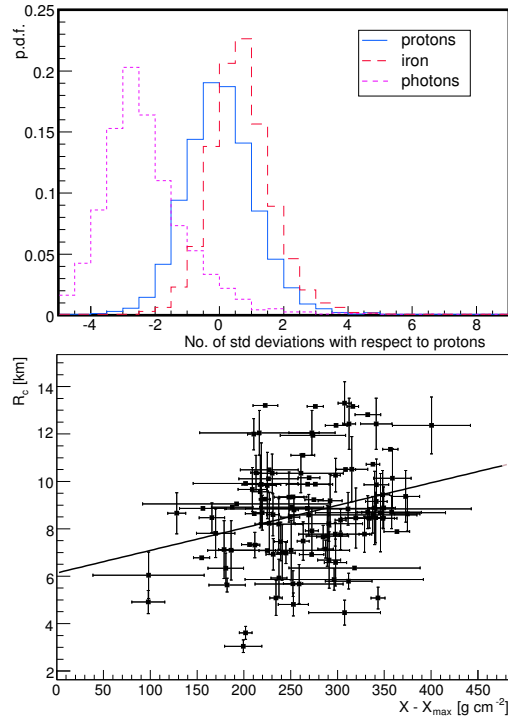 p.d.f.
0.25
0.2
0.15
0.1
0.05
0
protons
iron
photons
-4 -2 0 2 4 6 8
No. of std deviations with respect to protons
R_c [km]
14
12
10
8
6
4
2
0 50 100 150 200 250 300 350 400 450
X - X_max [g cm^-2]